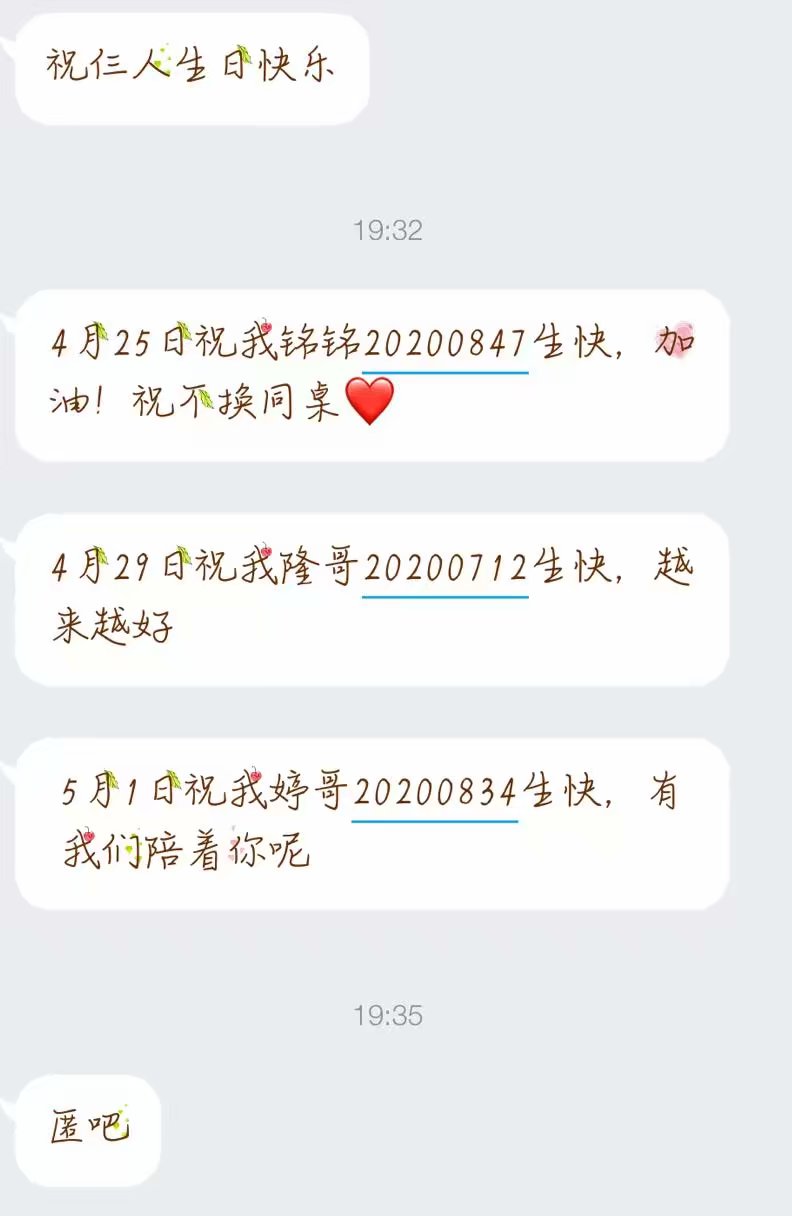 祝仨人生日快乐
19:32
4月25日祝我铭铭20200847生快，加
油！祝不换同桌❤️
4月29日祝我隆哥20200712生快，越
来越好
5月1日祝我婷哥20200834生快，有
我们陪着你呢
19:35
匿吧